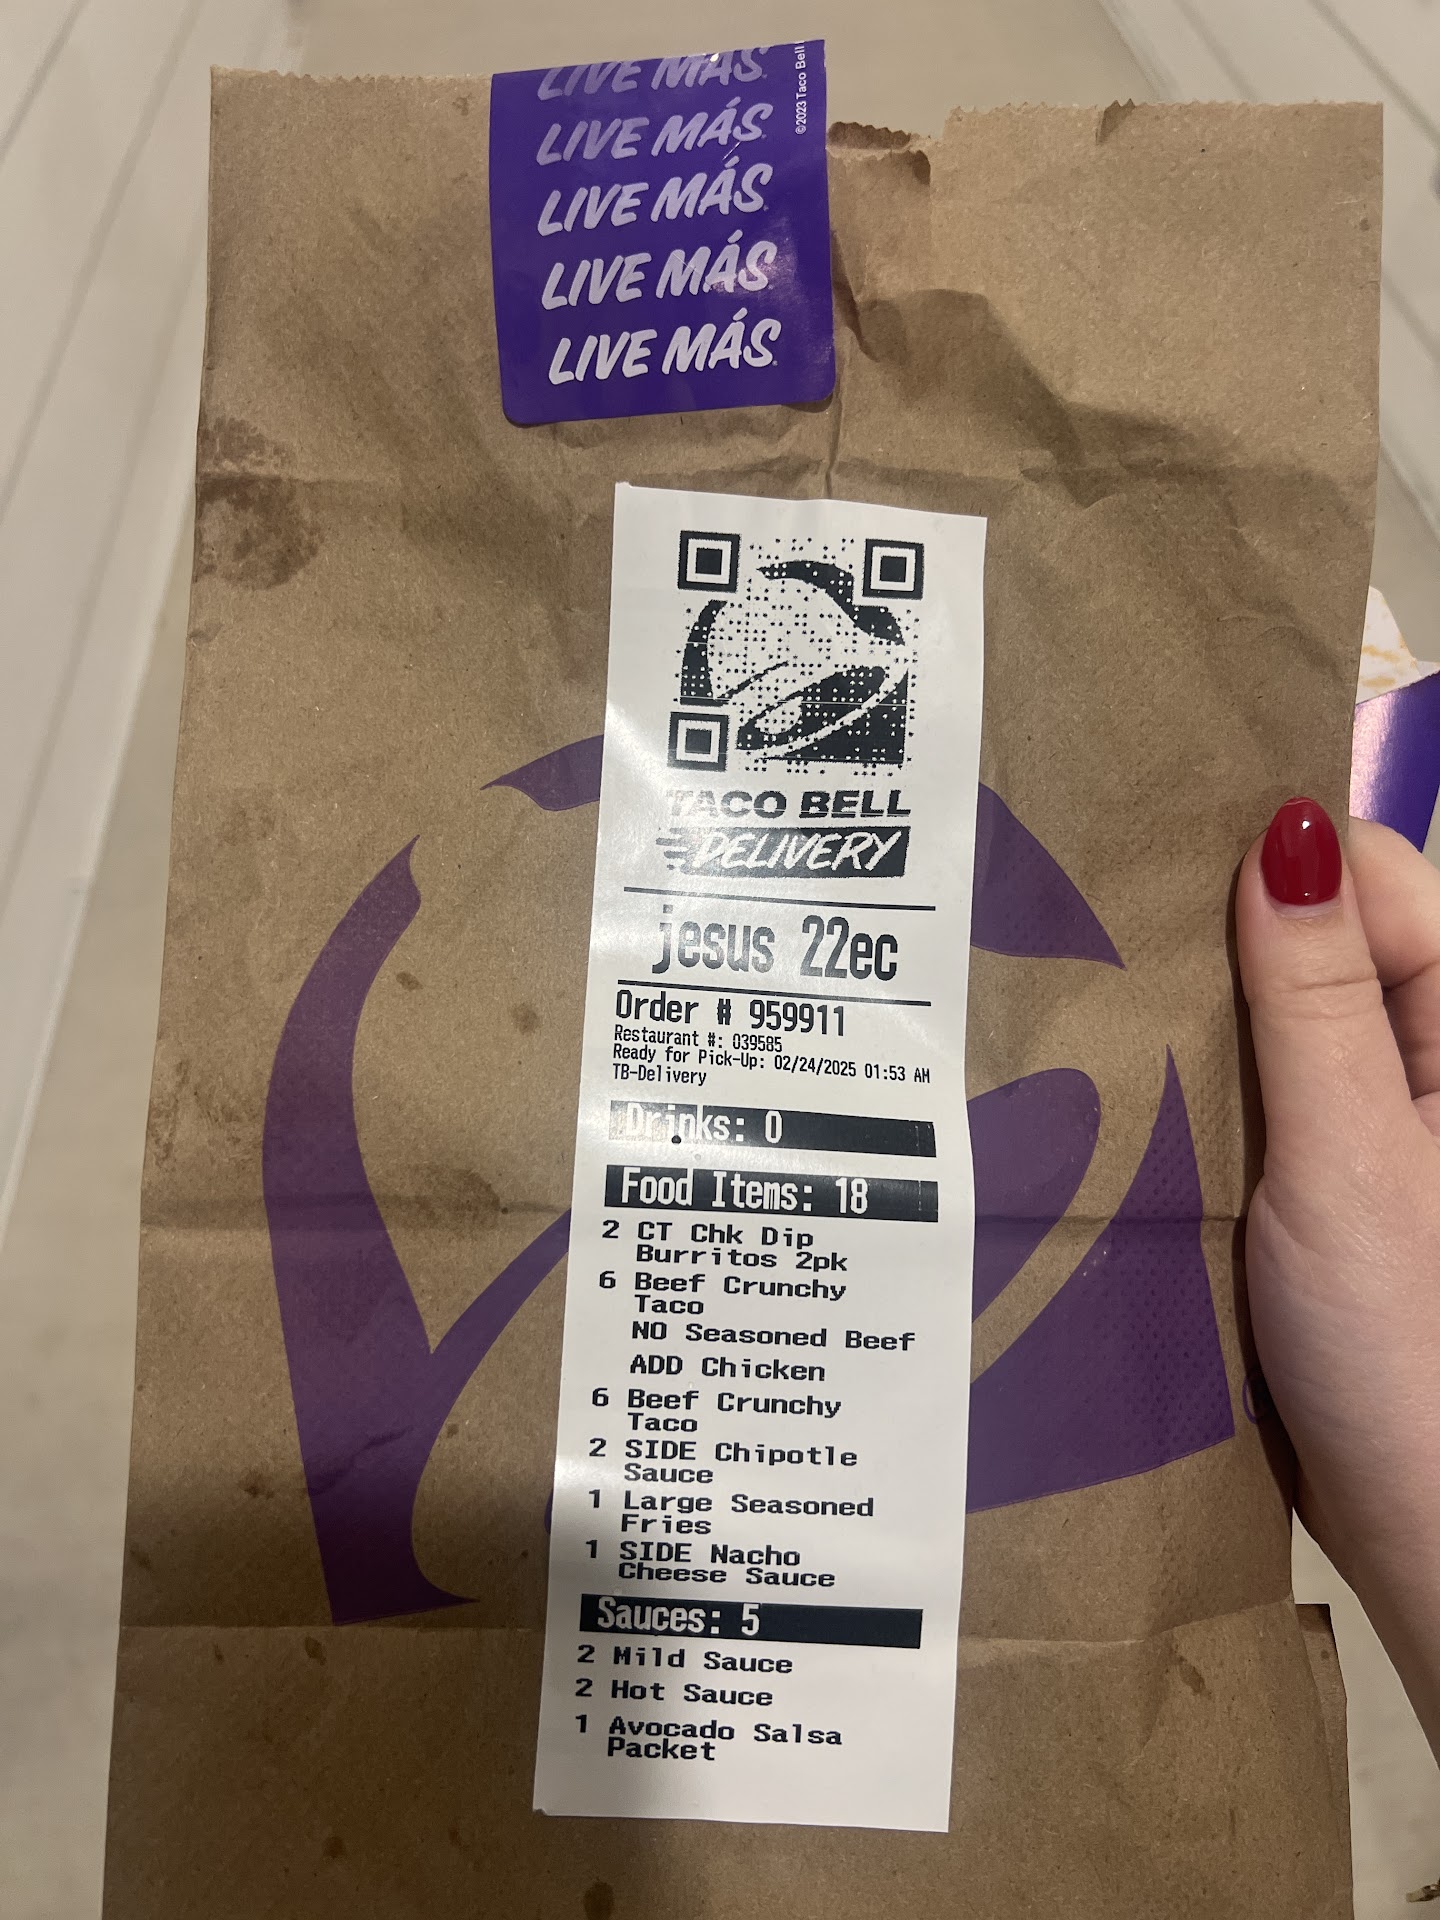 LIVE MÁS
LIVE MÁS
LIVE MÁS
LIVE MÁS
LIVE MÁS
©2023 Taco Bell
TACO BELL
DELIVERY
jesus 22ec
Order # 959911
Restaurant #: 039585
Ready for Pick-Up: 02/24/2025 01:53 AM
TB-Delivery
Drinks: 0
Food Items: 18
2 CT Chk Dip
Burritos 2pk
6 Beef Crunchy
Taco
NO Seasoned Beef
ADD Chicken
6 Beef Crunchy
Taco
2 SIDE Chipotle
Sauce
1 Large Seasoned
Fries
1 SIDE Nacho
Cheese Sauce
Sauces: 5
2 Mild Sauce
2 Hot Sauce
1 Avocado Salsa
Packet